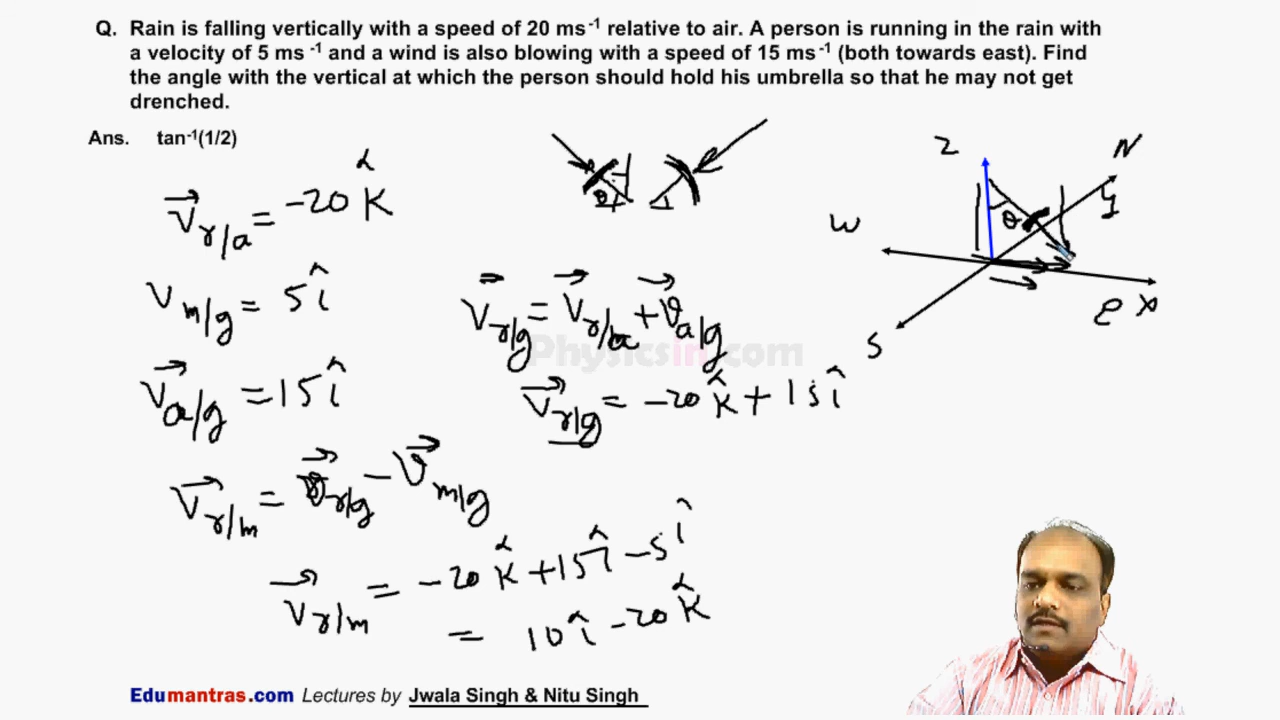 Q. Rain is falling vertically with a speed of 20 ms⁻¹ relative to air. A person is running in the rain with
a velocity of 5 ms ⁻¹ and a wind is also blowing with a speed of 15 ms⁻¹ (both towards east). Find
the angle with the vertical at which the person should hold his umbrella so that he may not get
drenched.
Ans. tan⁻¹(1/2)
V⃗r/a = -20 k̂
Vm/g = 5 î
V⃗a/g = 15 î
V⃗r/m = V⃗r/g - V⃗m/g
V⃗r/m = -20 k̂ + 15 î - 5 î
= 10 î - 20 k̂
θ
V⃗r/g = V⃗r/a + V⃗a/g
V⃗r/g = -20 k̂ + 15 î
Physicsin.com
Z
N
y
W
θ
E x
S
Edumantras.com Lectures by Jwala Singh & Nitu Singh